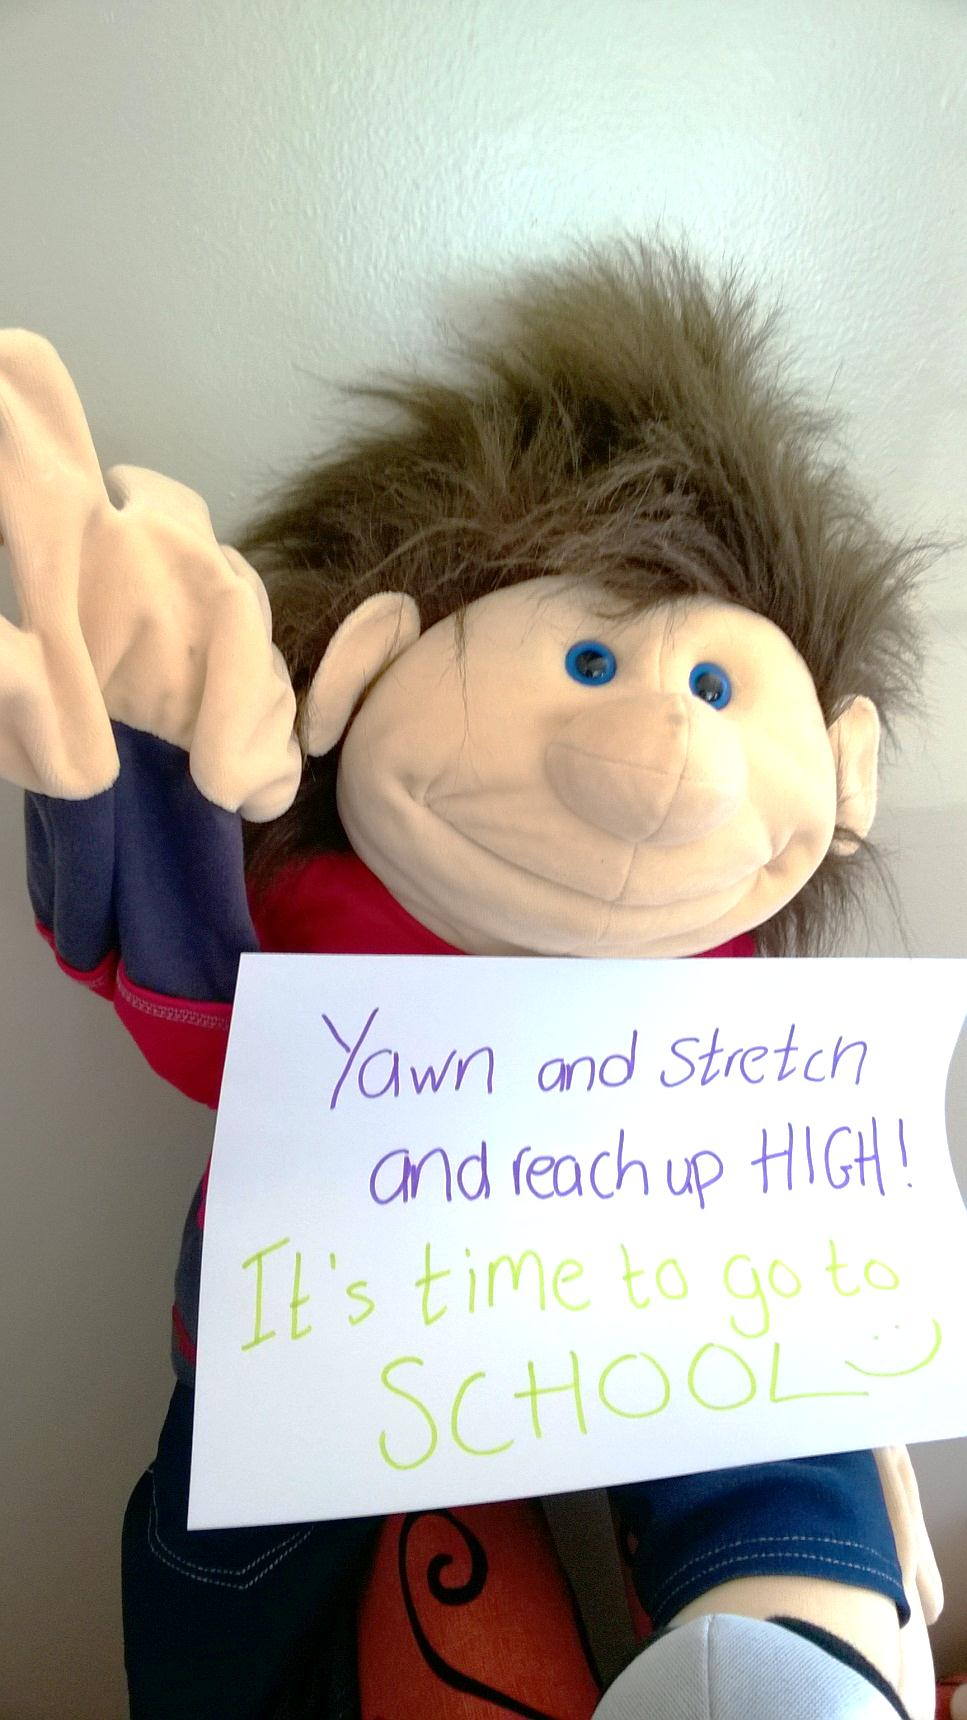 Yawn and stretch
and reach up HIGH!
It's time to go to
SCHOOL